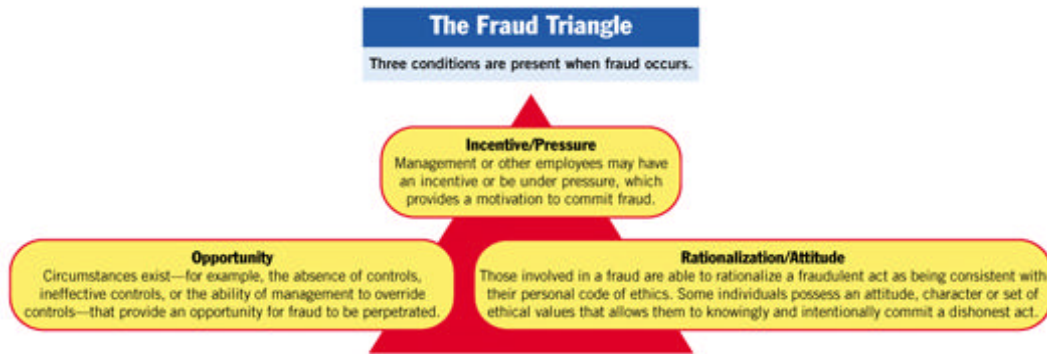 The Fraud Triangle
Three conditions are present when fraud occurs.
Incentive/Pressure
Management or other employees may have
an incentive or be under pressure, which
provides a motivation to commit fraud.
Opportunity
Circumstances exist—for example, the absence of controls,
ineffective controls, or the ability of management to override
controls—that provide an opportunity for fraud to be perpetrated.
Rationalization/Attitude
Those involved in a fraud are able to rationalize a fraudulent act as being consistent with
their personal code of ethics. Some individuals possess an attitude, character or set of
ethical values that allows them to knowingly and intentionally commit a dishonest act.